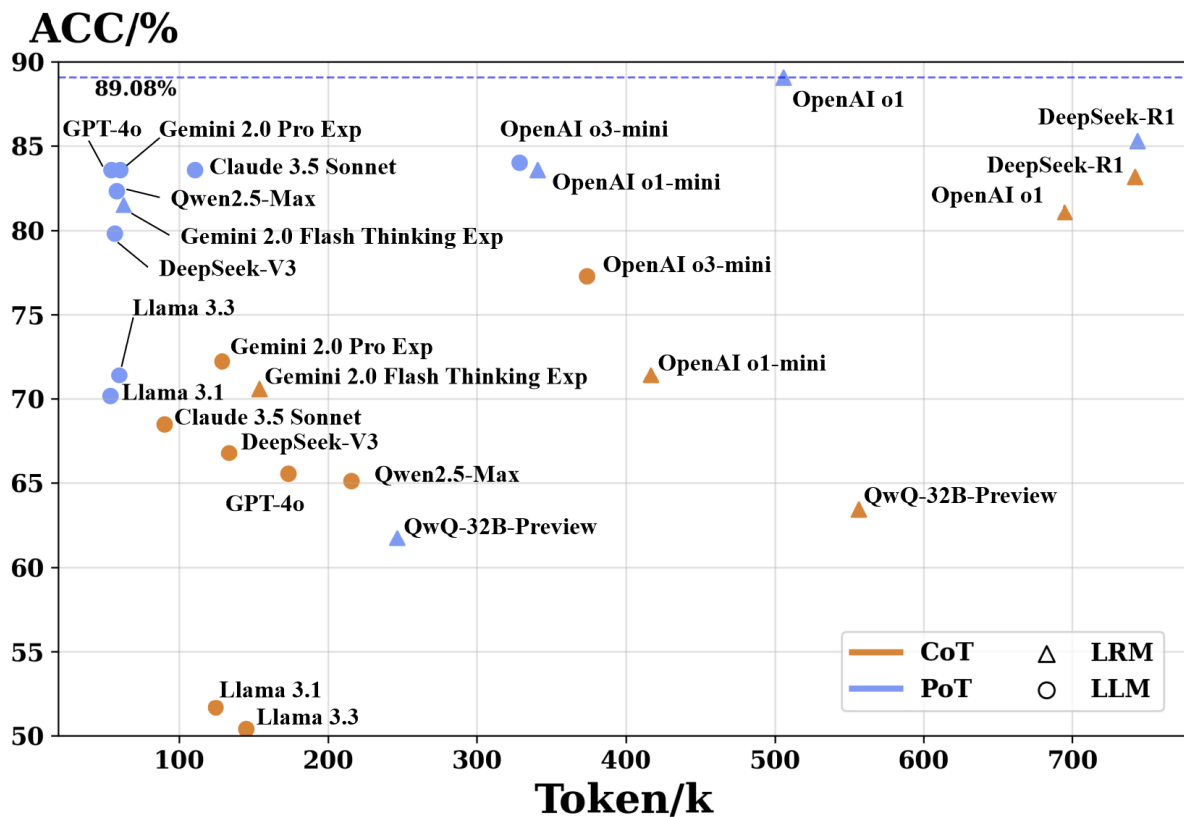 ACC/%
90
89.08%
OpenAI o1
DeepSeek-R1
GPT-4o
Gemini 2.0 Pro Exp
OpenAI o3-mini
85
Claude 3.5 Sonnet
DeepSeek-R1
OpenAI o1-mini
Qwen2.5-Max
OpenAI o1
Gemini 2.0 Flash Thinking Exp
80
DeepSeek-V3
OpenAI o3-mini
Llama 3.3
75
Gemini 2.0 Pro Exp
OpenAI o1-mini
Gemini 2.0 Flash Thinking Exp
Llama 3.1
70
Claude 3.5 Sonnet
DeepSeek-V3
Qwen2.5-Max
65
GPT-4o
QwQ-32B-Preview
QwQ-32B-Preview
60
55
CoT
LRM
PoT
LLM
Llama 3.1
Llama 3.3
50
100
200
300
400
500
600
700
Token/k